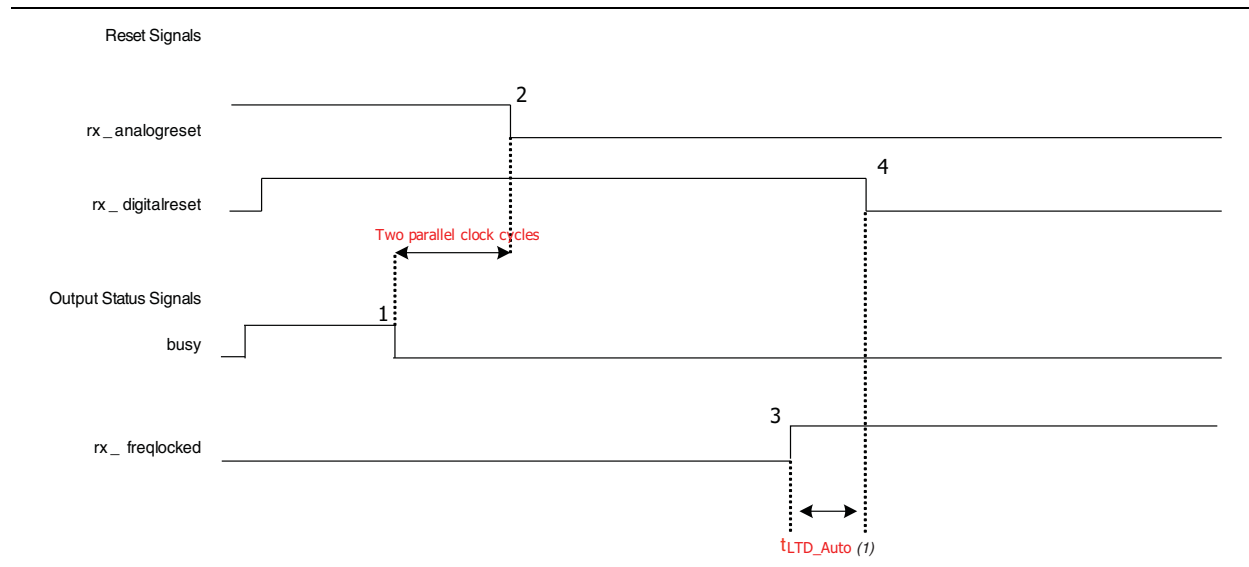 Reset Signals
2
rx _ analogreset
4
rx _ digitalreset
Two parallel clock cycles
Output Status Signals
1
busy
3
rx _ freqlocked
tLTD_Auto (1)